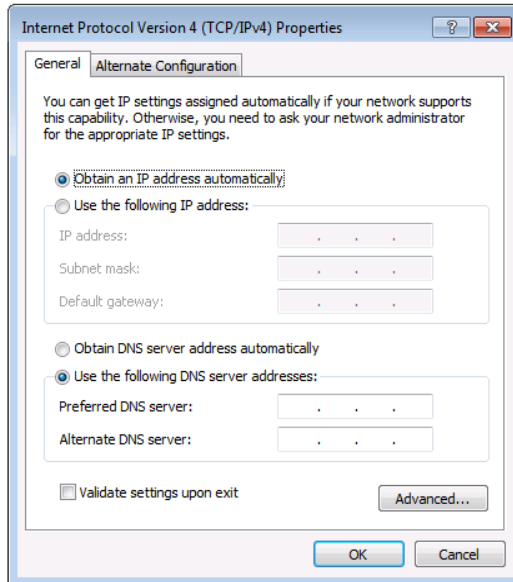 Internet Protocol Version 4 (TCP/IPv4) Properties
General
Alternate Configuration
You can get IP settings assigned automatically if your network supports
this capability. Otherwise, you need to ask your network administrator
for the appropriate IP settings.
Obtain an IP address automatically
Use the following IP address:
IP address:
Subnet mask:
Default gateway:
Obtain DNS server address automatically
Use the following DNS server addresses:
Preferred DNS server:
Alternate DNS server:
Validate settings upon exit
Advanced...
OK
Cancel